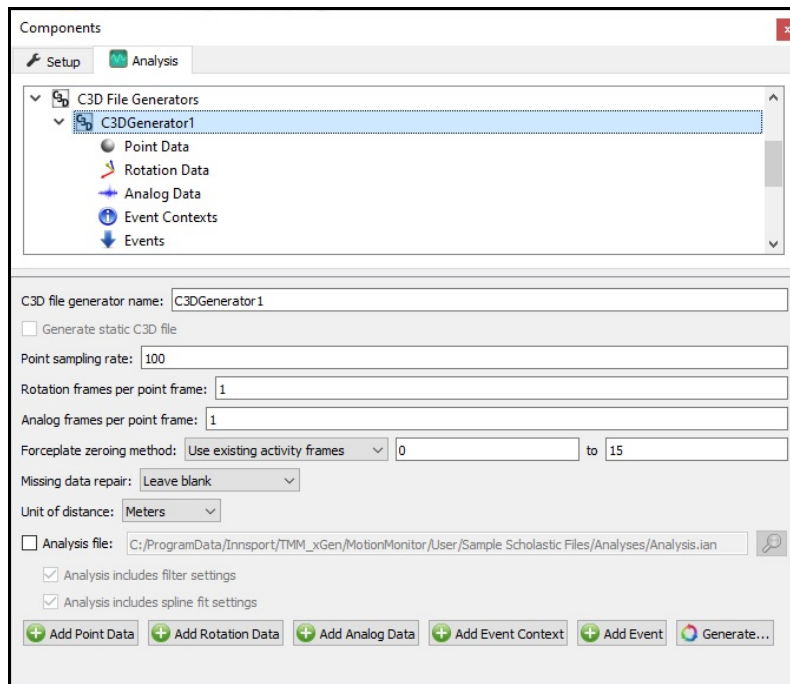 Components
x
Setup
Analysis
C3D File Generators
C3DGenerator1
Point Data
Rotation Data
Analog Data
Event Contexts
Events
C3D file generator name: C3DGenerator1
Generate static C3D file
Point sampling rate: 100
Rotation frames per point frame: 1
Analog frames per point frame: 1
Forceplate zeroing method: Use existing activity frames 0 to 15
Missing data repair: Leave blank
Unit of distance: Meters
Analysis file: C:/ProgramData/Innsport/TMM_xGen/MotionMonitor/User/Sample Scholastic Files/Analyses/Analysis.ian
Analysis includes filter settings
Analysis includes spline fit settings
Add Point Data Add Rotation Data Add Analog Data Add Event Context Add Event Generate...